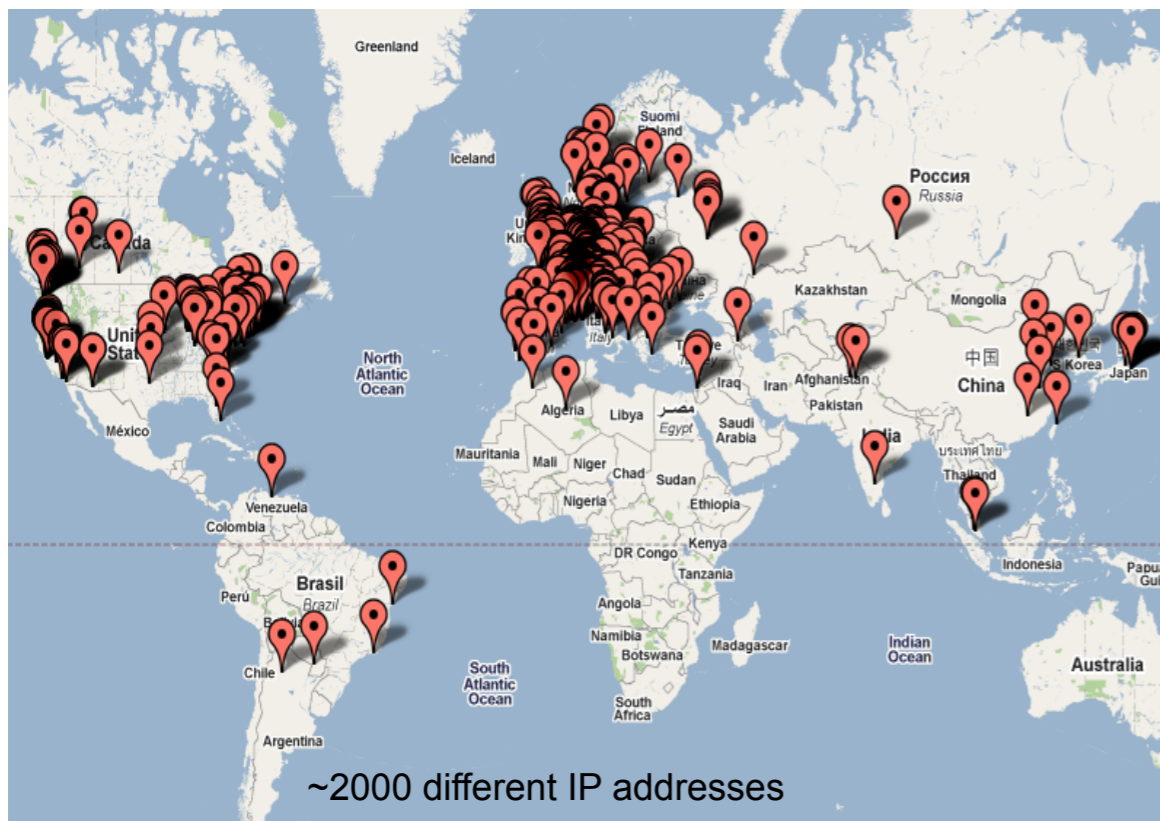 Greenland
Iceland
Suomi
Finland
Россия
Russia
Canada
Kazakhstan
Mongolia
United
States
North
Atlantic
Ocean
Italia
Italy
Iraq
Iran
Afghanistan
Pakistan
中国
China
S Korea
Japan
México
Algeria
Libya
مصر
Egypt
Saudi
Arabia
India
Mauritania
Mali
Niger
Chad
Sudan
ประเทศไทย
Thailand
Nigeria
Ethiopia
Venezuela
Colombia
DR Congo
Kenya
Tanzania
Indonesia
Papua
Brasil
Brazil
Perú
Angola
Namibia
Botswana
Madagascar
Indian
Ocean
Chile
South
Atlantic
Ocean
South
Africa
Australia
Argentina
~2000 different IP addresses